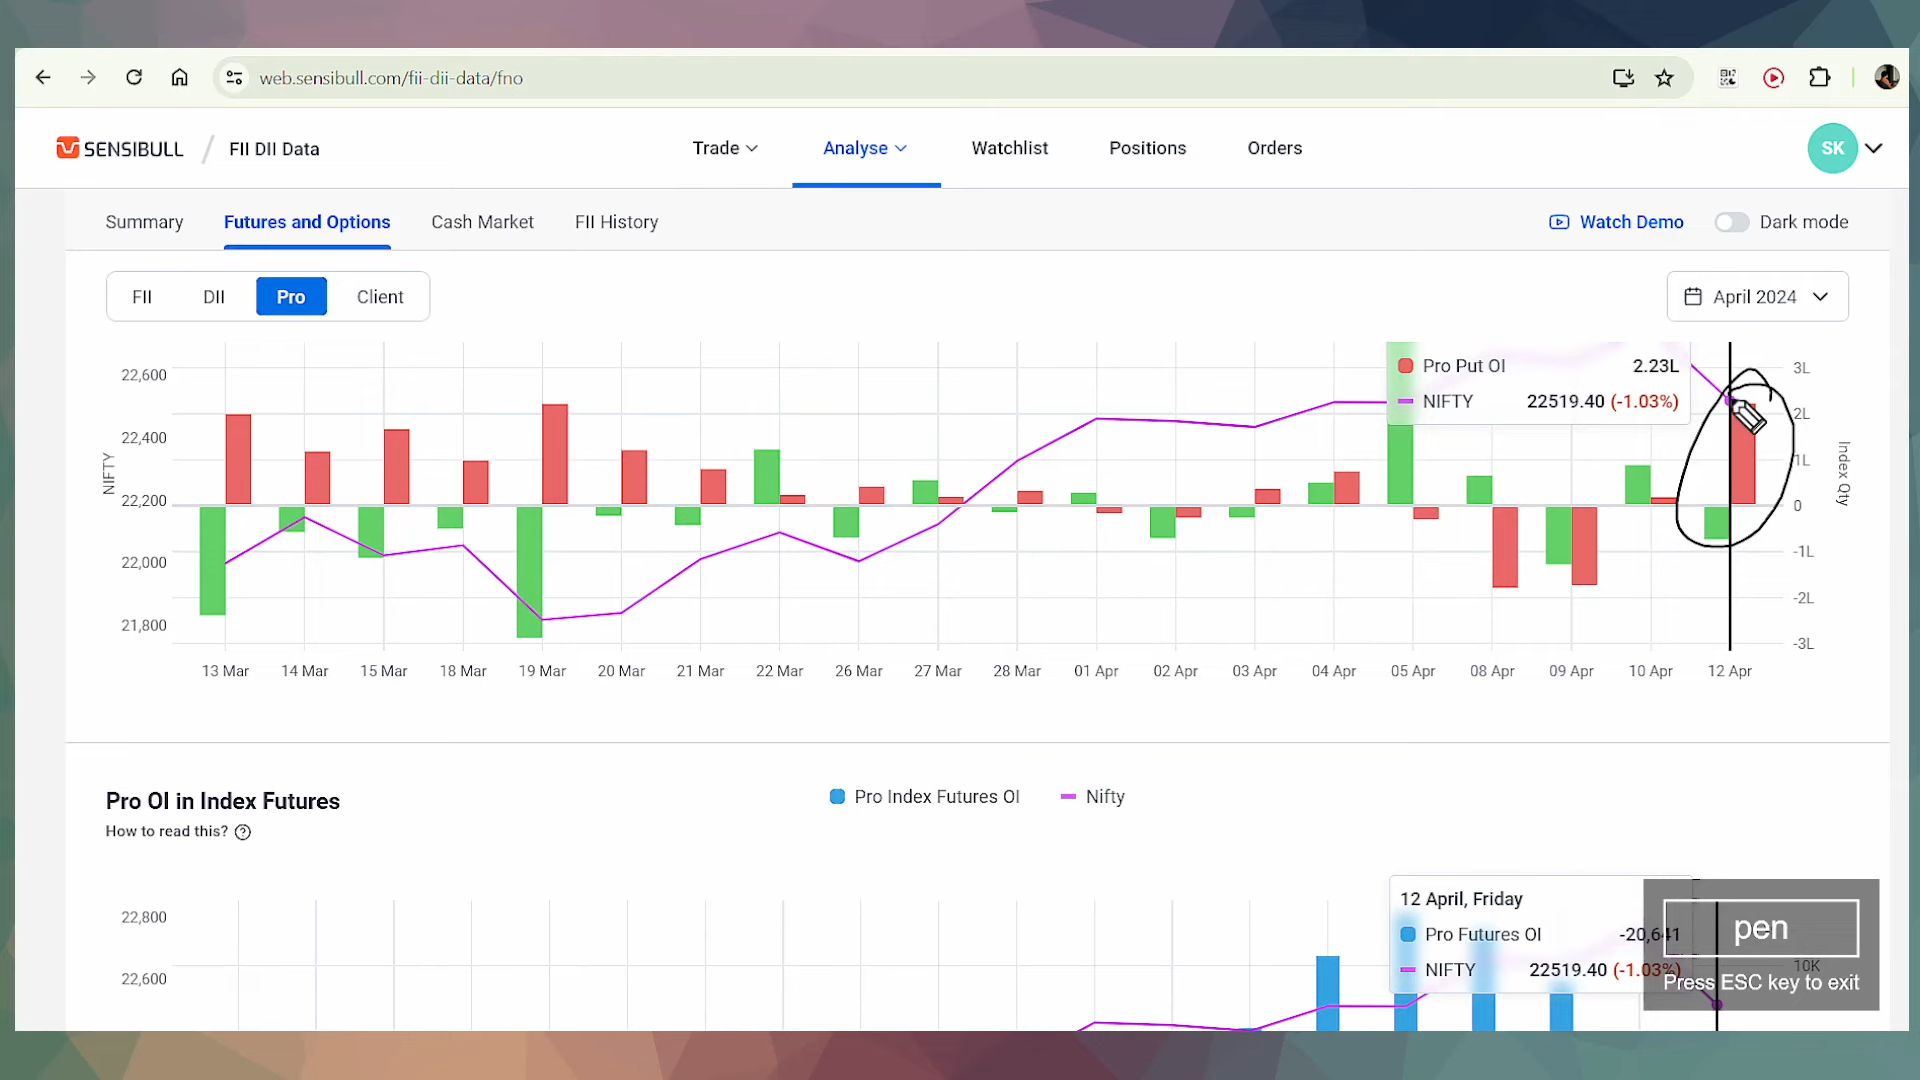 web.sensibull.com/fii-dii-data/fno
SENSIBULL / FII DII Data
Trade
Analyse
Watchlist
Positions
Orders
SK
Summary
Futures and Options
Cash Market
FII History
Watch Demo
Dark mode
FII
DII
Pro
Client
April 2024
Pro Put OI 2.23L
NIFTY 22519.40 (-1.03%)
22,600
22,400
22,200
22,000
21,800
NIFTY
3L
2L
1L
0
-1L
-2L
-3L
Index Qty
13 Mar 14 Mar 15 Mar 18 Mar 19 Mar 20 Mar 21 Mar 22 Mar 26 Mar 27 Mar 28 Mar 01 Apr 02 Apr 03 Apr 04 Apr 05 Apr 08 Apr 09 Apr 10 Apr 12 Apr
Pro OI in Index Futures
How to read this?
Pro Index Futures OI
Nifty
22,800
22,600
12 April, Friday
Pro Futures OI -20,641
NIFTY 22519.40 (-1.03%)
10K
pen
Press ESC key to exit